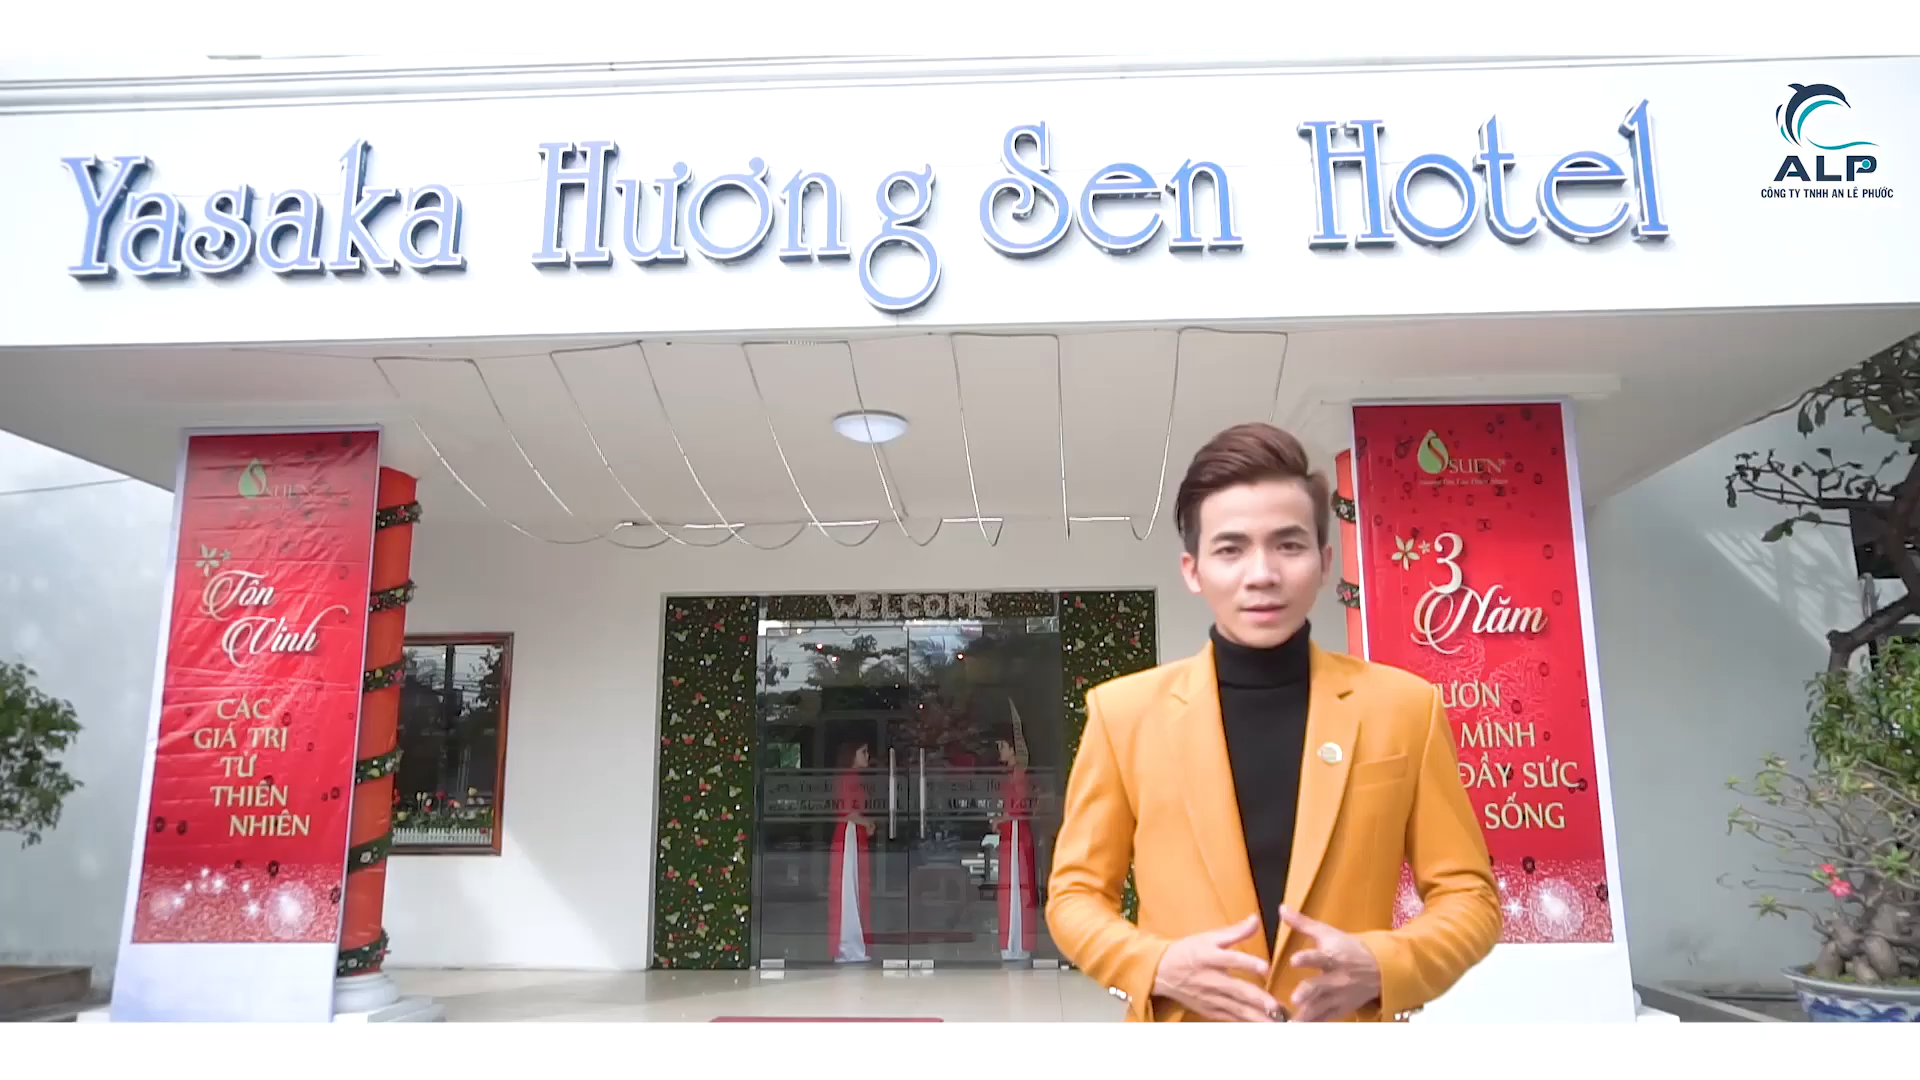 Yasaka Hương Sen Hotel
ALP
CÔNG TY TNHH AN LÊ PHƯỚC
WELCOME
SUEN
Tôn
Vinh
CÁC
GIÁ TRỊ
TỪ
THIÊN
NHIÊN
SUEN
3
Năm
ƯƠN
MÌNH
ĐẦY SỨC
SỐNG